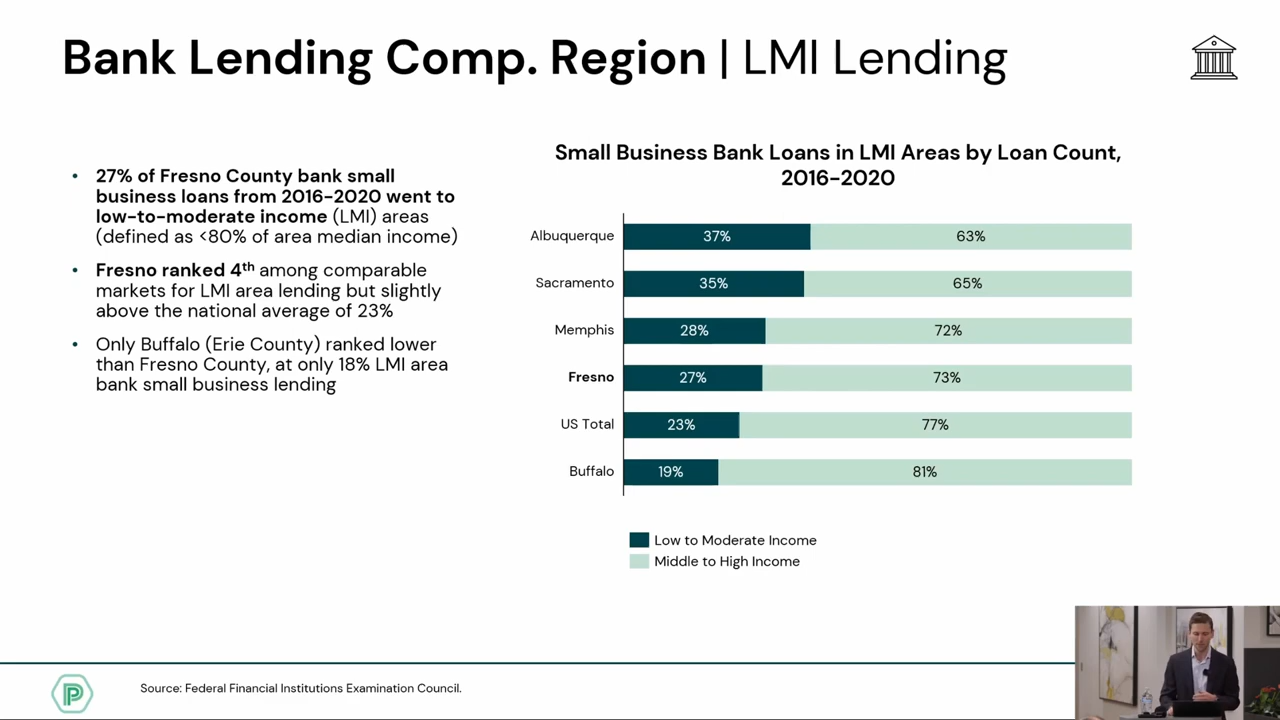 Bank Lending Comp. Region | LMI Lending
• 27% of Fresno County bank small
business loans from 2016-2020 went to
low-to-moderate income (LMI) areas
(defined as <80% of area median income)
• Fresno ranked 4th among comparable
markets for LMI area lending but slightly
above the national average of 23%
• Only Buffalo (Erie County) ranked lower
than Fresno County, at only 18% LMI area
bank small business lending
Small Business Bank Loans in LMI Areas by Loan Count,
2016-2020
Albuquerque 37% 63%
Sacramento 35% 65%
Memphis 28% 72%
Fresno 27% 73%
US Total 23% 77%
Buffalo 19% 81%
Low to Moderate Income
Middle to High Income
P
Source: Federal Financial Institutions Examination Council.